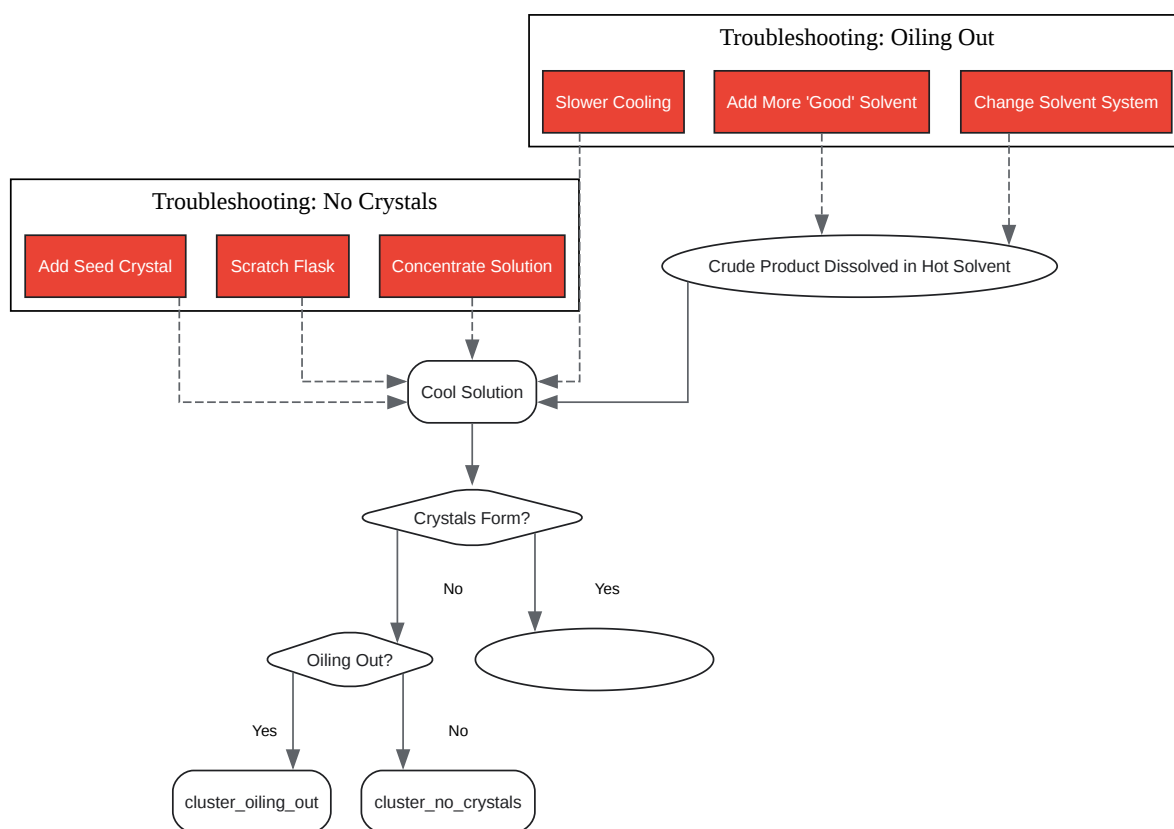 Troubleshooting: Oiling Out
Slower Cooling
Add More 'Good' Solvent
Change Solvent System
Troubleshooting: No Crystals
Add Seed Crystal
Scratch Flask
Concentrate Solution
Crude Product Dissolved in Hot Solvent
Cool Solution
Crystals Form?
No
Yes
Oiling Out?
Yes
No
cluster_oiling_out
cluster_no_crystals